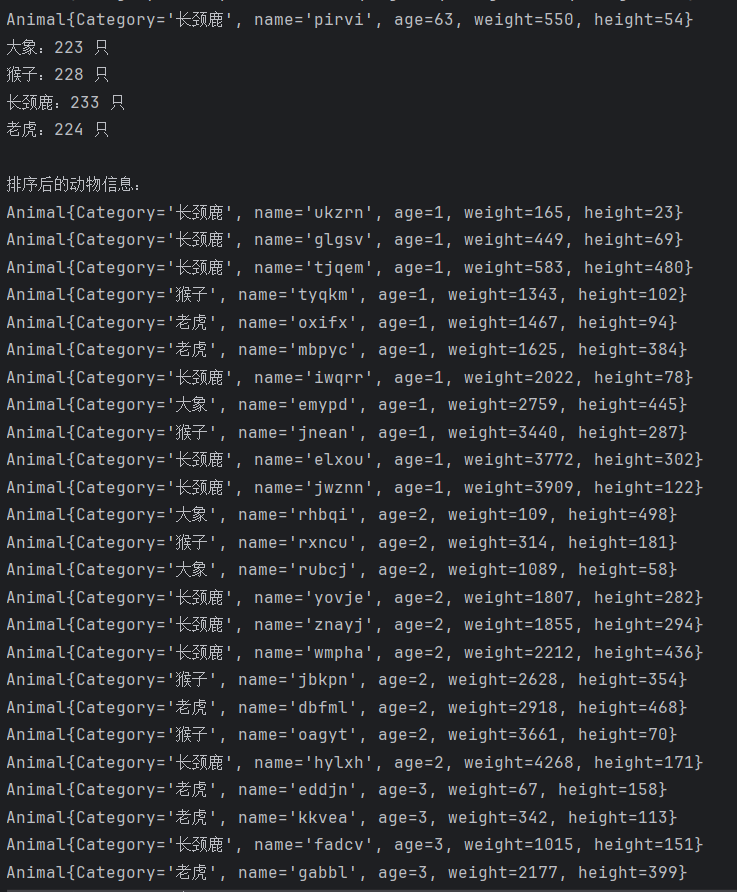 Animal{Category='长颈鹿', name='pirvi', age=63, weight=550, height=54}
大象：223 只
猴子：228 只
长颈鹿：233 只
老虎：224 只
排序后的动物信息：
Animal{Category='长颈鹿', name='ukzrn', age=1, weight=165, height=23}
Animal{Category='长颈鹿', name='glgsv', age=1, weight=449, height=69}
Animal{Category='长颈鹿', name='tjqem', age=1, weight=583, height=480}
Animal{Category='猴子', name='tyqkm', age=1, weight=1343, height=102}
Animal{Category='老虎', name='oxifx', age=1, weight=1467, height=94}
Animal{Category='老虎', name='mbpyc', age=1, weight=1625, height=384}
Animal{Category='长颈鹿', name='iwqrr', age=1, weight=2022, height=78}
Animal{Category='大象', name='emypd', age=1, weight=2759, height=445}
Animal{Category='猴子', name='jnean', age=1, weight=3440, height=287}
Animal{Category='长颈鹿', name='elxou', age=1, weight=3772, height=302}
Animal{Category='长颈鹿', name='jwznn', age=1, weight=3909, height=122}
Animal{Category='大象', name='rhbqi', age=2, weight=109, height=498}
Animal{Category='猴子', name='rxncu', age=2, weight=314, height=181}
Animal{Category='大象', name='rubcj', age=2, weight=1089, height=58}
Animal{Category='长颈鹿', name='yovje', age=2, weight=1807, height=282}
Animal{Category='长颈鹿', name='znayj', age=2, weight=1855, height=294}
Animal{Category='长颈鹿', name='wmpha', age=2, weight=2212, height=436}
Animal{Category='猴子', name='jbkpn', age=2, weight=2628, height=354}
Animal{Category='老虎', name='dbfml', age=2, weight=2918, height=468}
Animal{Category='猴子', name='oagyt', age=2, weight=3661, height=70}
Animal{Category='长颈鹿', name='hylxh', age=2, weight=4268, height=171}
Animal{Category='老虎', name='eddjn', age=3, weight=67, height=158}
Animal{Category='老虎', name='kkvea', age=3, weight=342, height=113}
Animal{Category='长颈鹿', name='fadcv', age=3, weight=1015, height=151}
Animal{Category='老虎', name='gabbl', age=3, weight=2177, height=399}